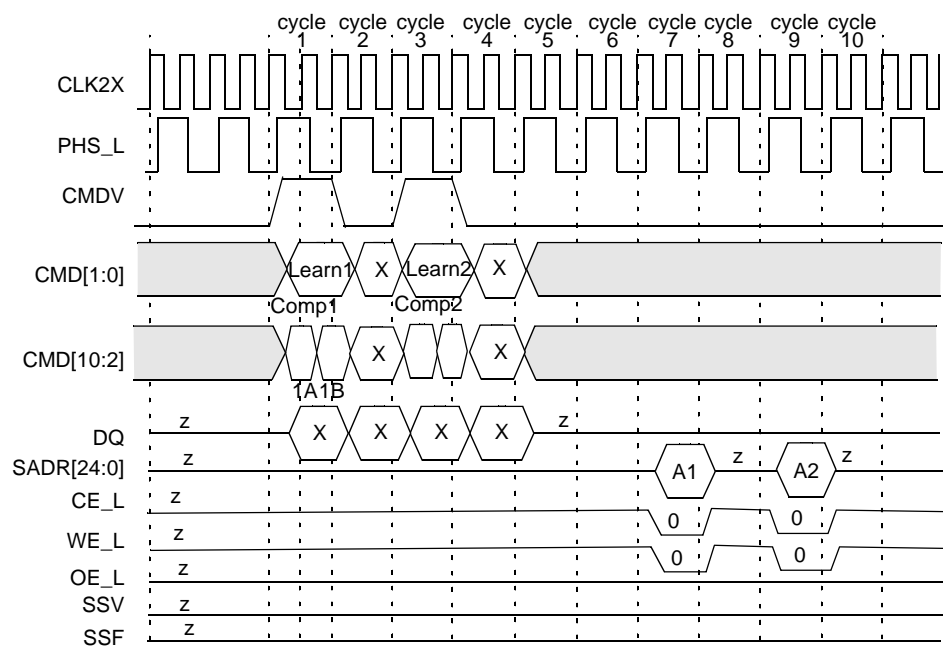 cycle cycle cycle cycle cycle cycle cycle cycle cycle cycle
1 2 3 4 5 6 7 8 9 10
CLK2X
PHS_L
CMDV
CMD[1:0] Learn1 X Learn2 X
Comp1 Comp2
CMD[10:2] X X
1A1B
DQ z X X X X z
SADR[24:0] z A1 z A2 z
CE_L z 0 0
WE_L z 0 0
OE_L z
SSV z
SSF z